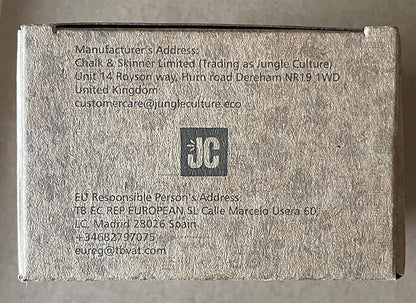 Manufacturer's Address:
Chalk & Skinner Limited (Trading as Jungle Culture)
Unit 14 Royson way, Hurn road Dereham NR19 1WD
United Kingdom
customercare@jungleculture.eco
JC
EU Responsible Person's Address:
TB EC REP EUROPEAN SL Calle Marcelo Usera 60,
I.C. Madrid 28026 Spain
+34682797075
eureg@tbvat.com